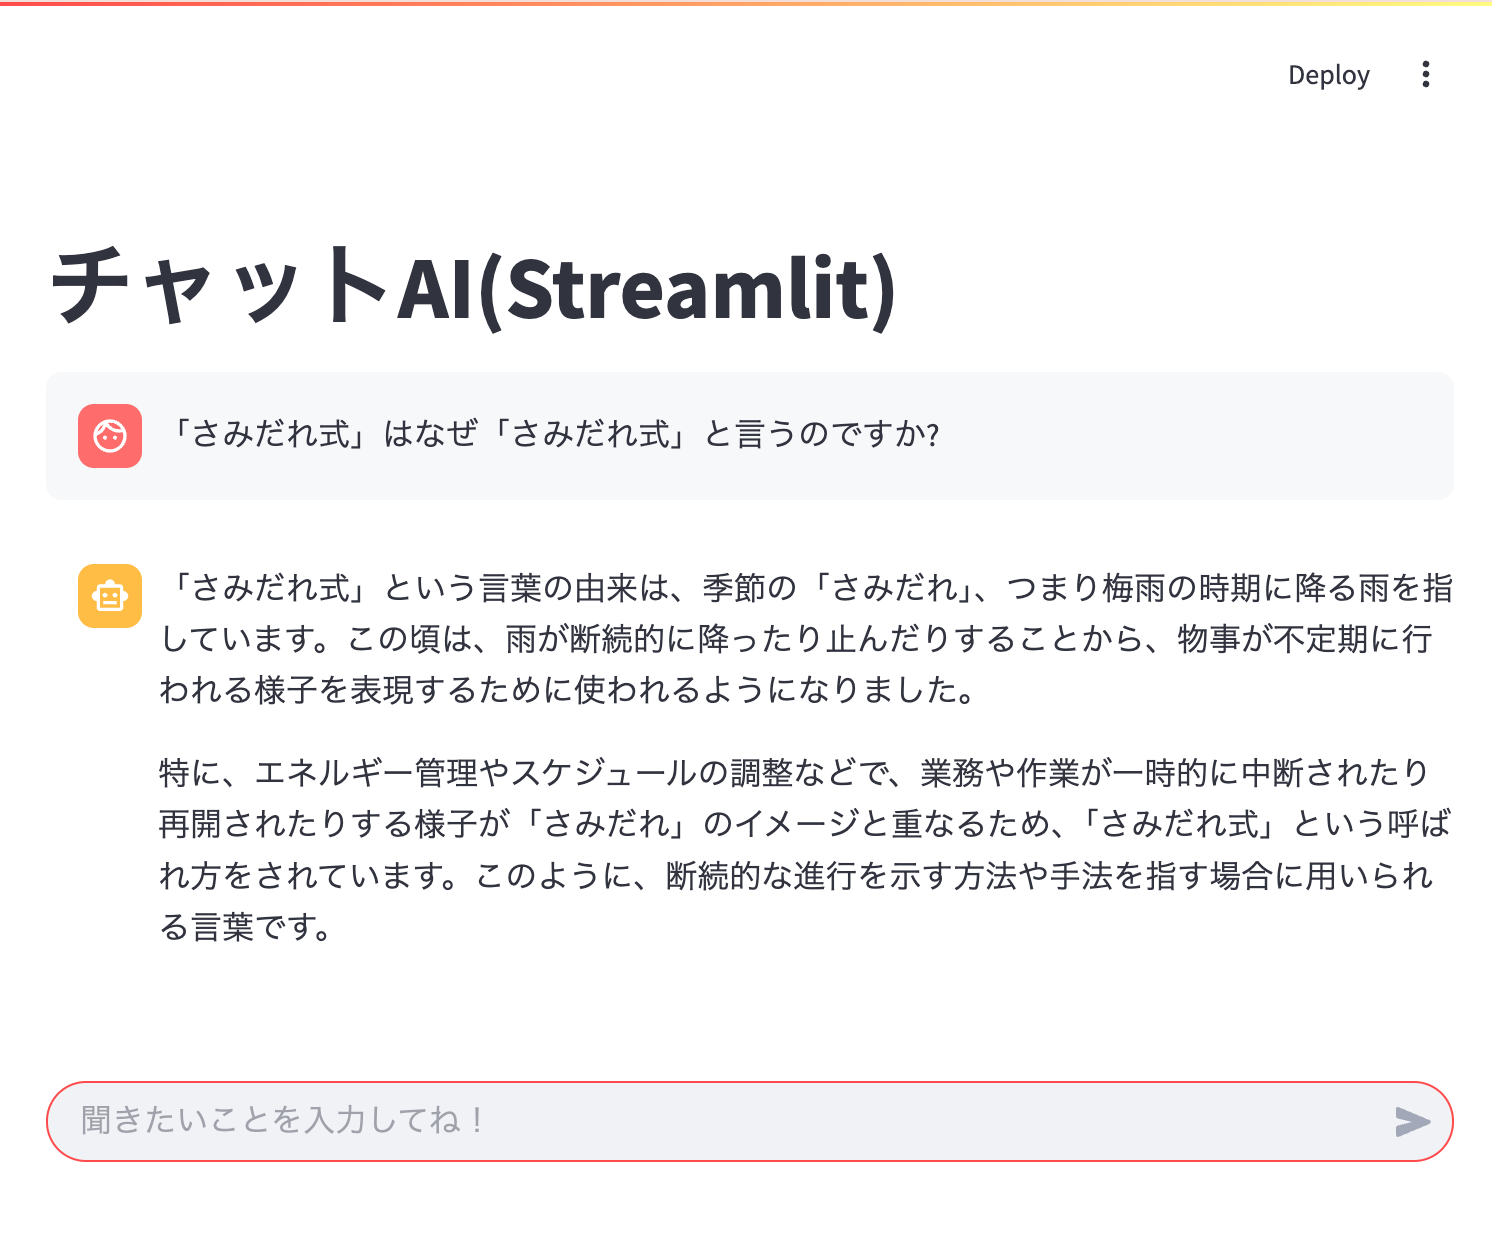 Deploy
チャットAI(Streamlit)
「さみだれ式」はなぜ「さみだれ式」と言うのですか?
「さみだれ式」という言葉の由来は、季節の「さみだれ」、つまり梅雨の時期に降る雨を指
しています。この頃は、雨が断続的に降ったり止んだりすることから、物事が不定期に行
われる様子を表現するために使われるようになりました。
特に、エネルギー管理やスケジュールの調整などで、業務や作業が一時的に中断されたり
再開されたりする様子が「さみだれ」のイメージと重なるため、「さみだれ式」という呼ば
れ方をされています。このように、断続的な進行を示す方法や手法を指す場合に用いられ
る言葉です。
聞きたいことを入力してね！